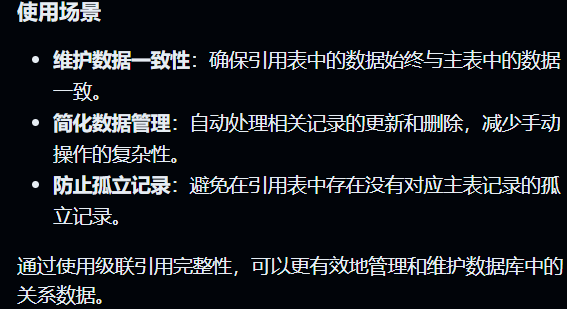 使用场景
• 维护数据一致性：确保引用表中的数据始终与主表中的数据
一致。
• 简化数据管理：自动处理相关记录的更新和删除，减少手动
操作的复杂性。
• 防止孤立记录：避免在引用表中存在没有对应主表记录的孤
立记录。
通过使用级联引用完整性，可以更有效地管理和维护数据库中的
关系数据。